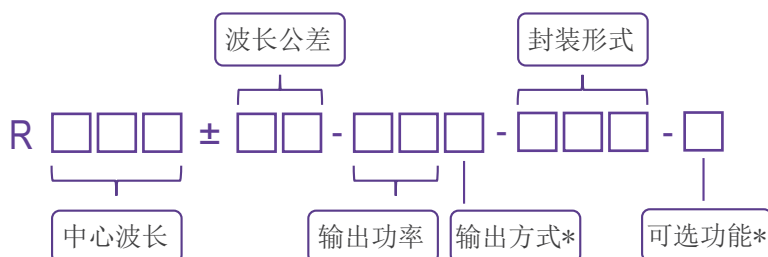 波长公差 封装形式
R □□□ ± □□ - □□□ - □□□ - □
中心波长 输出功率 输出方式* 可选功能*